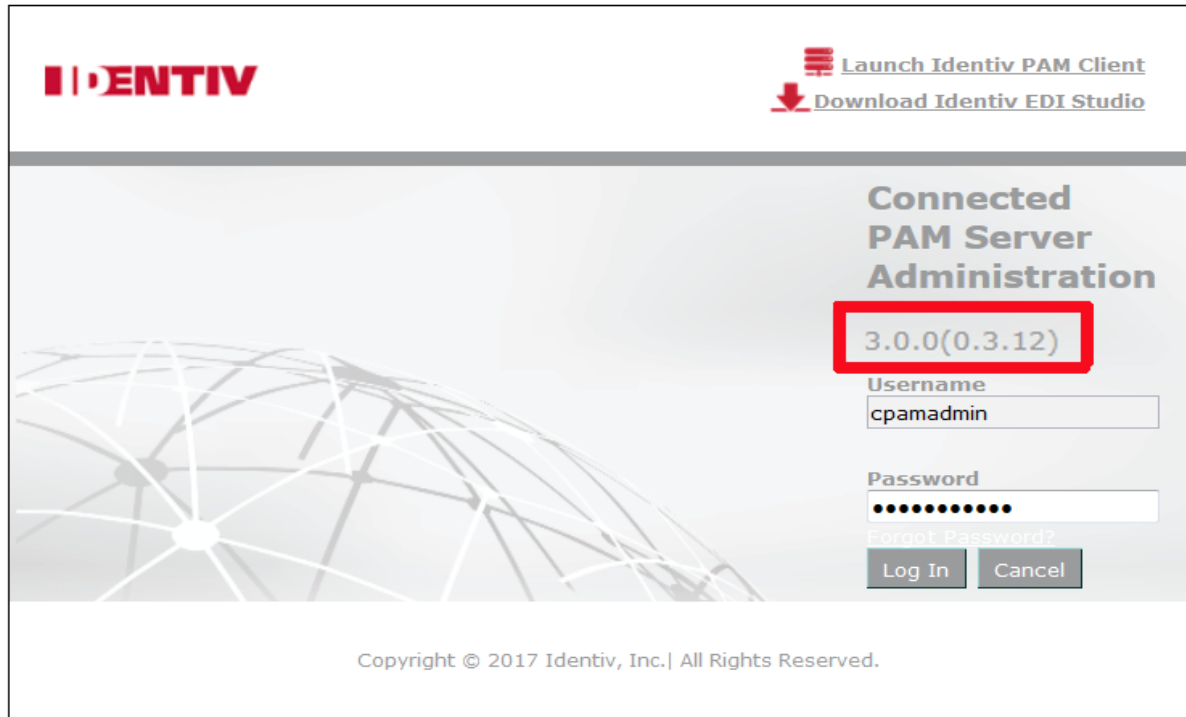 IDENTIV
Launch Identiv PAM Client
Download Identiv EDI Studio
Connected
PAM Server
Administration
3.0.0(0.3.12)
Username
cpamadmin
Password
●●●●●●●●●●●
Forgot Password?
Log In
Cancel
Copyright © 2017 Identiv, Inc.| All Rights Reserved.